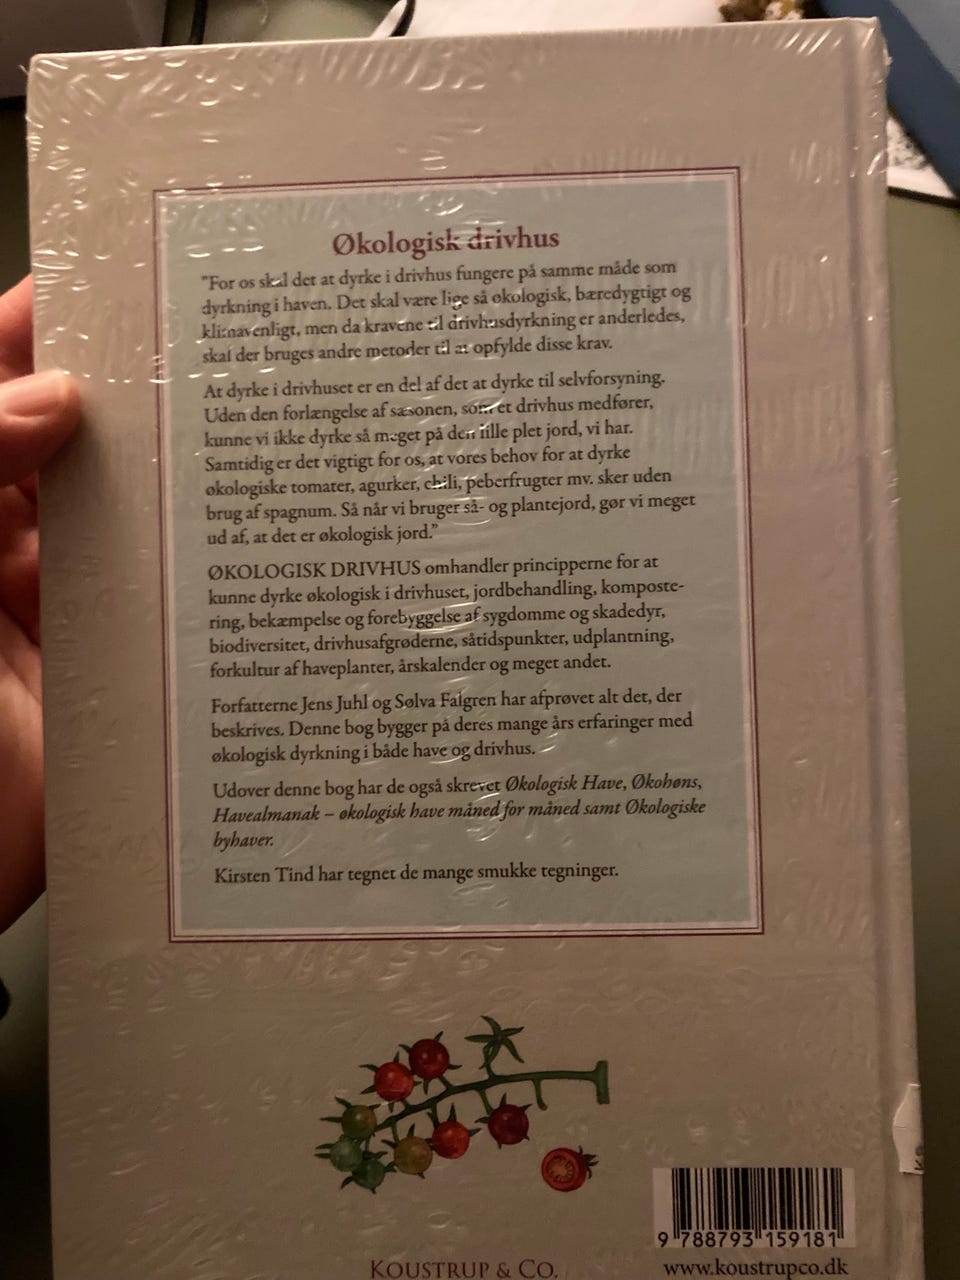 Økologisk drivhus
"For os skal det at dyrke i drivhus fungere på samme måde som
dyrkning i haven. Det skal være lige så økologisk, bæredygtigt og
klimavenligt, men da kravene til drivhusdyrkning er anderledes,
skal der bruges andre metoder til at opfylde disse krav.
At dyrke i drivhuset er en del af det at dyrke til selvforsyning.
Uden den forlængelse af sæsonen, som et drivhus medfører,
kunne vi ikke dyrke så meget på den lille plet jord, vi har.
Samtidig er det vigtigt for os, at vores behov for at dyrke
økologiske tomater, agurker, chili, peberfrugter mv. sker uden
brug af spagnum. Så når vi bruger så- og plantejord, gør vi meget
ud af, at det er økologisk jord."
ØKOLOGISK DRIVHUS omhandler principperne for at
kunne dyrke økologisk i drivhuset, jordbehandling, komposte-
ring, bekæmpelse og forebyggelse af sygdomme og skadedyr,
biodiversitet, drivhusafgrøderne, såtidspunkter, udplantning,
forkultur af haveplanter, årskalender og meget andet.
Forfatterne Jens Juhl og Sølva Falgren har afprøvet alt det, der
beskrives. Denne bog bygger på deres mange års erfaringer med
økologisk dyrkning i både have og drivhus.
Udover denne bog har de også skrevet Økologisk Have, Økohøns,
Havealmanak – økologisk have måned for måned samt Økologiske
byhaver.
Kirsten Tind har tegnet de mange smukke tegninger.
9 788793 159181
KOUSTRUP & CO.
www.koustrupco.dk